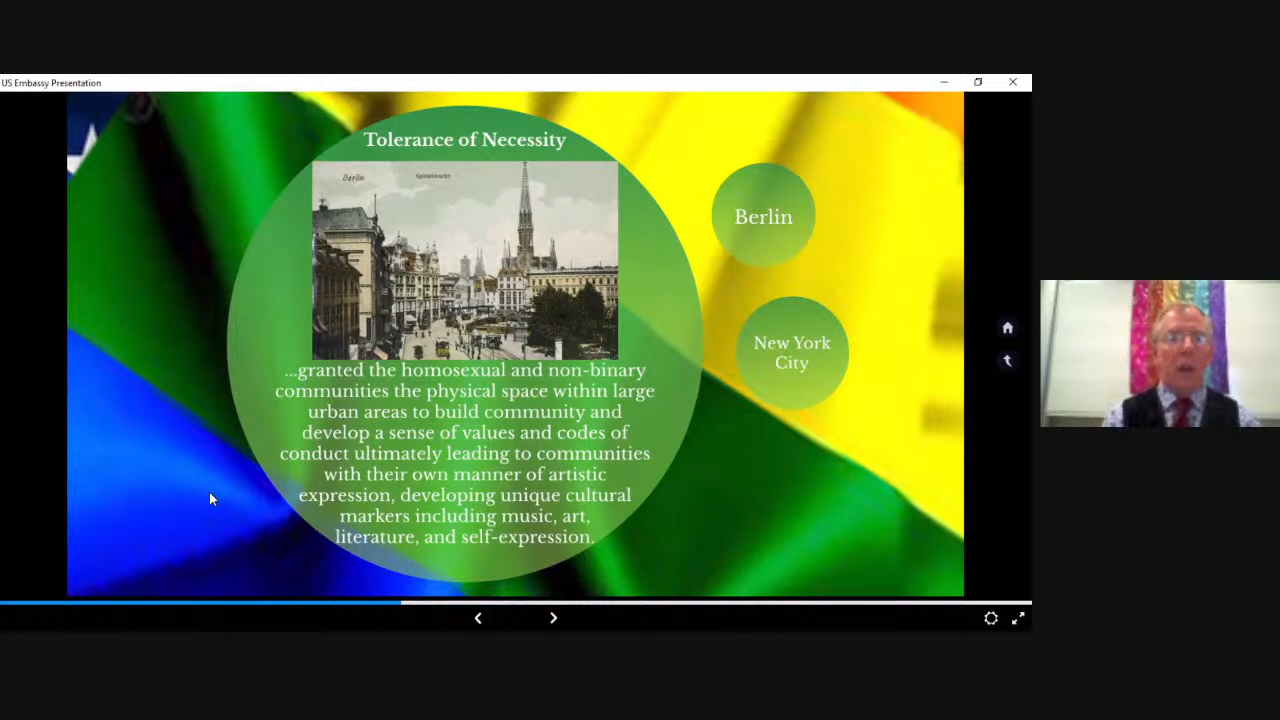 US Embassy Presentation
Tolerance of Necessity
Berlin
Spittelmarkt
...granted the homosexual and non-binary
communities the physical space within large
urban areas to build community and
develop a sense of values and codes of
conduct ultimately leading to communities
with their own manner of artistic
expression, developing unique cultural
markers including music, art,
literature, and self-expression.
Berlin
New York
City